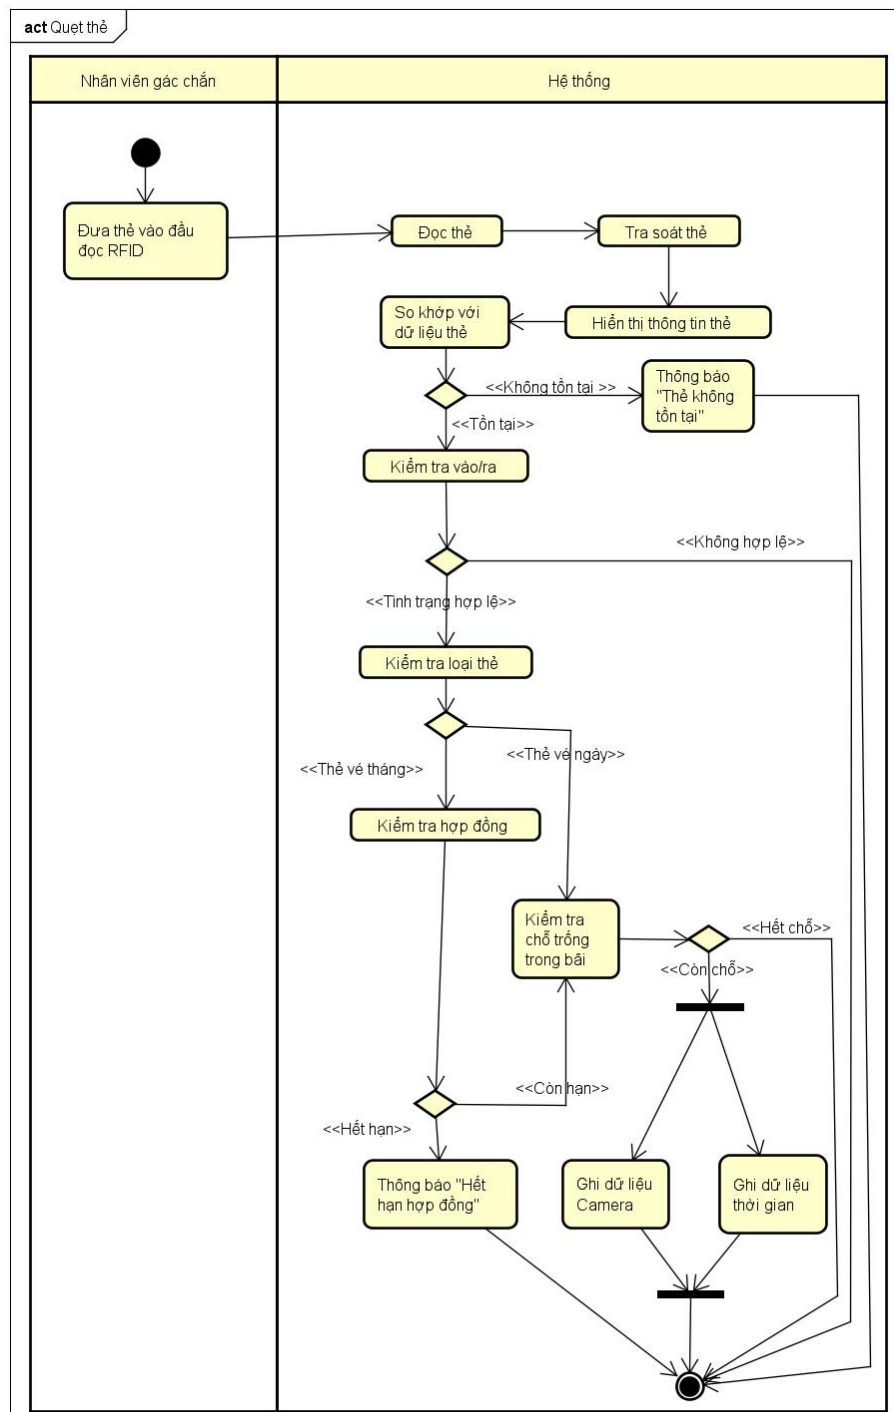 act Quẹt thẻ
Nhân viên gác chắn
Hệ thống
Đưa thẻ vào đầu
đọc RFID
Đọc thẻ
Tra soát thẻ
So khớp với
dữ liệu thẻ
Hiển thị thông tin thẻ
<<Không tồn tại >>
Thông báo
"Thẻ không
tồn tại"
<<Tồn tại>>
Kiểm tra vào/ra
<<Không hợp lệ>>
<<Tình trạng hợp lệ>>
Kiểm tra loại thẻ
<<Thẻ vé ngày>>
<<Thẻ vé tháng>>
Kiểm tra hợp đồng
Kiểm tra
chỗ trống
trong bãi
<<Hết chỗ>>
<<Còn chỗ>>
<<Còn hạn>>
<<Hết hạn>>
Thông báo "Hết
hạn hợp đồng"
Ghi dữ liệu
Camera
Ghi dữ liệu
thời gian